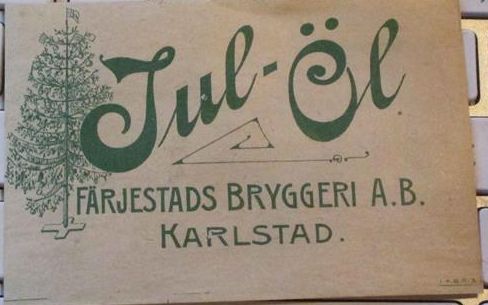 Jul-Öl.
FÄRJESTADS BRYGGERI A.B.
KARLSTAD.